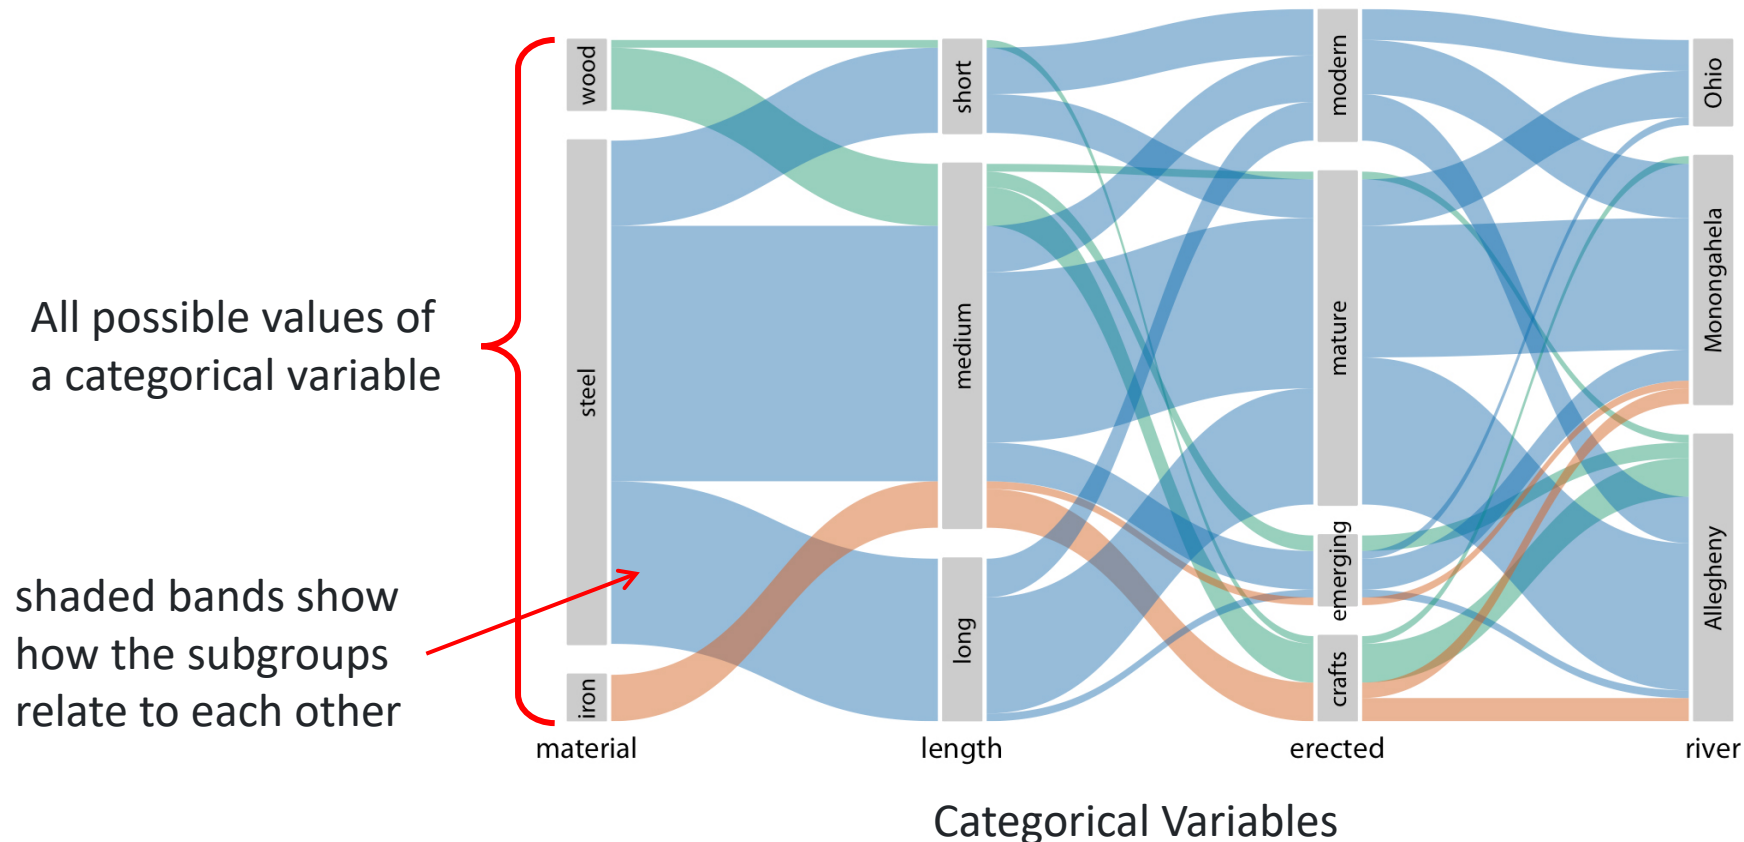 All possible values of
a categorical variable
shaded bands show
how the subgroups
relate to each other
wood
steel
iron
short
medium
long
modern
mature
emerging
crafts
Ohio
Monongahela
Allegheny
material
length
erected
river
Categorical Variables